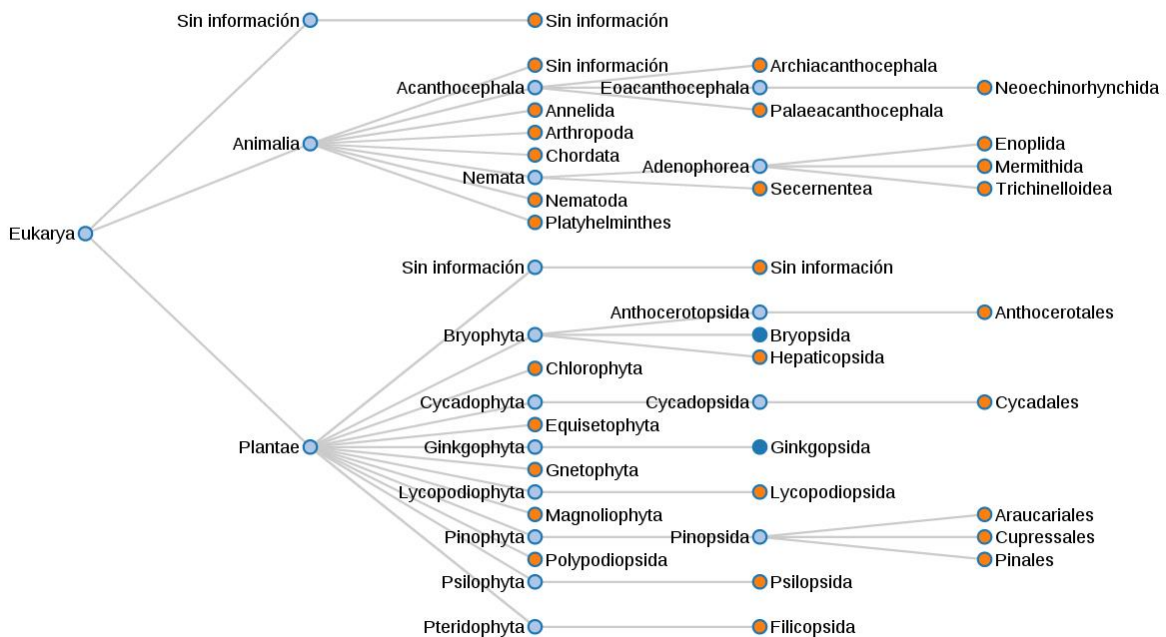 Sin información Sin información
Sin información
Acanthocephala Archiacanthocephala
Eoacanthocephala Neoechinorhynchida
Annelida Palaeacanthocephala
Arthropoda
Animalia Enoplida
Chordata
Nemata Adenophorea Mermithida
Secernentea Trichinelloidea
Nematoda
Platyhelminthes
Eukarya
Sin información Sin información
Anthocerotopsida Anthocerotales
Bryophyta Bryopsida
Hepaticopsida
Chlorophyta
Cycadophyta Cycadopsida Cycadales
Equisetophyta
Plantae Ginkgophyta Ginkgopsida
Gnetophyta
Lycopodiophyta Lycopodiopsida
Magnoliophyta Araucariales
Pinophyta Pinopsida Cupressales
Polypodiopsida Pinales
Psilophyta Psilopsida
Pteridophyta Filicopsida